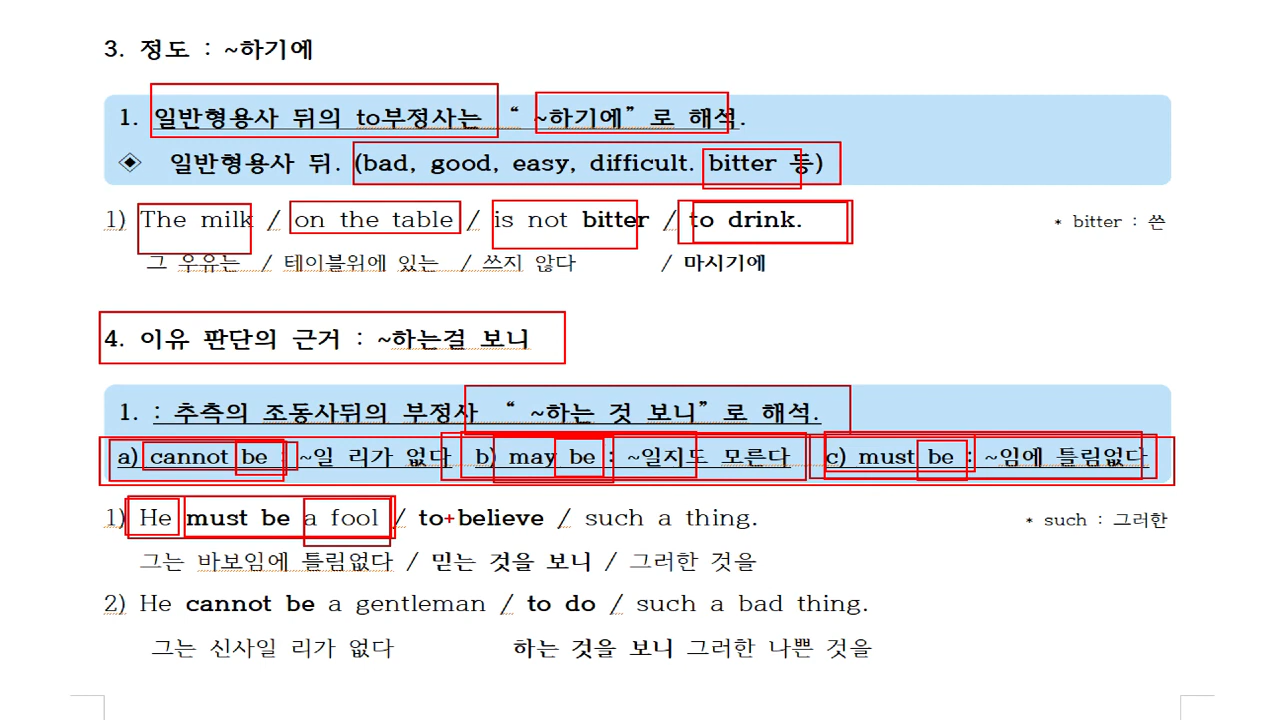 3. 정도 : ~하기에
1. 일반형용사 뒤의 to부정사는 “ ~하기에”로 해석.
◈ 일반형용사 뒤. (bad, good, easy, difficult. bitter 등)
1) The milk / on the table / is not bitter / to drink. * bitter : 쓴
그 우유는 / 테이블위에 있는 / 쓰지 않다 / 마시기에
4. 이유 판단의 근거 : ~하는걸 보니
1. : 추측의 조동사뒤의 부정사 “ ~하는 것 보니”로 해석.
a) cannot be : ~일 리가 없다 b) may be : ~일지도 모른다 c) must be : ~임에 틀림없다
1) He must be a fool / to+believe / such a thing. * such : 그러한
그는 바보임에 틀림없다 / 믿는 것을 보니 / 그러한 것을
2) He cannot be a gentleman / to do / such a bad thing.
그는 신사일 리가 없다 하는 것을 보니 그러한 나쁜 것을